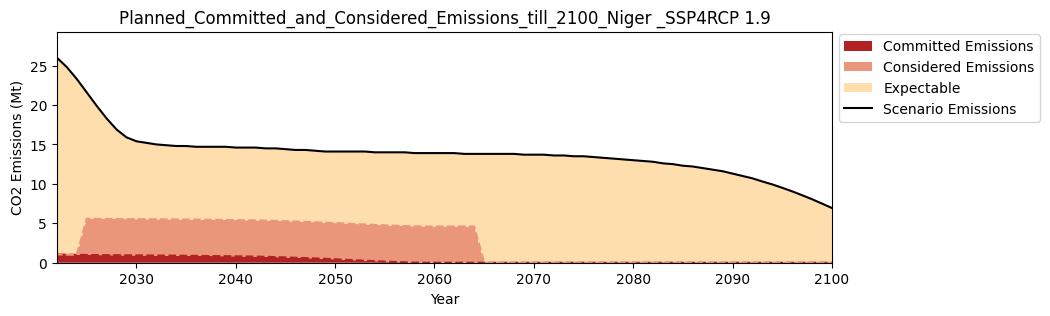 Planned_Committed_and_Considered_Emissions_till_2100_Niger _SSP4RCP 1.9
Committed Emissions
Considered Emissions
Expectable
Scenario Emissions
CO2 Emissions (Mt)
25
20
15
10
5
0
2030 2040 2050 2060 2070 2080 2090 2100
Year